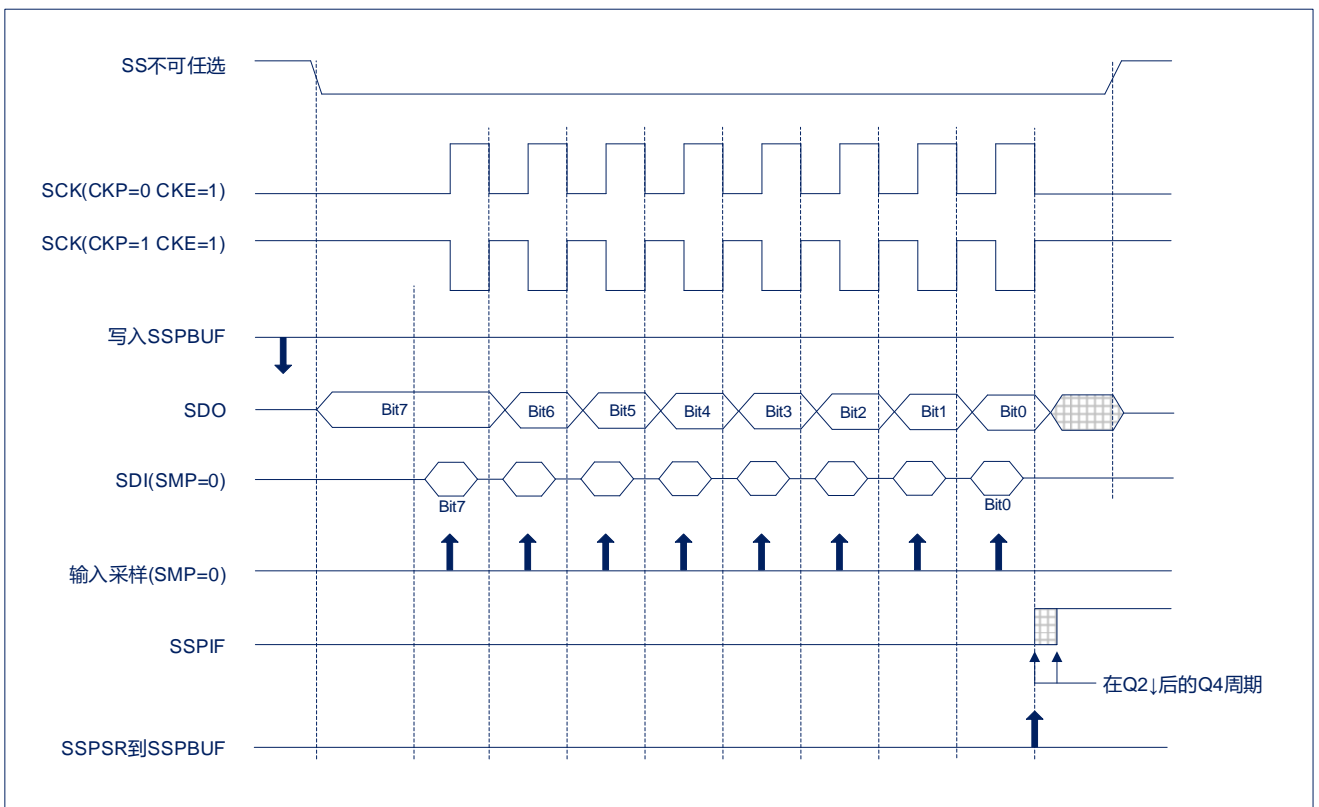 SS不可任选
SCK(CKP=0 CKE=1)
SCK(CKP=1 CKE=1)
写入SSPBUF
SDO
Bit7
Bit6
Bit5
Bit4
Bit3
Bit2
Bit1
Bit0
SDI(SMP=0)
Bit7
Bit0
输入采样(SMP=0)
SSPIF
在Q2↓后的Q4周期
SSPSR到SSPBUF